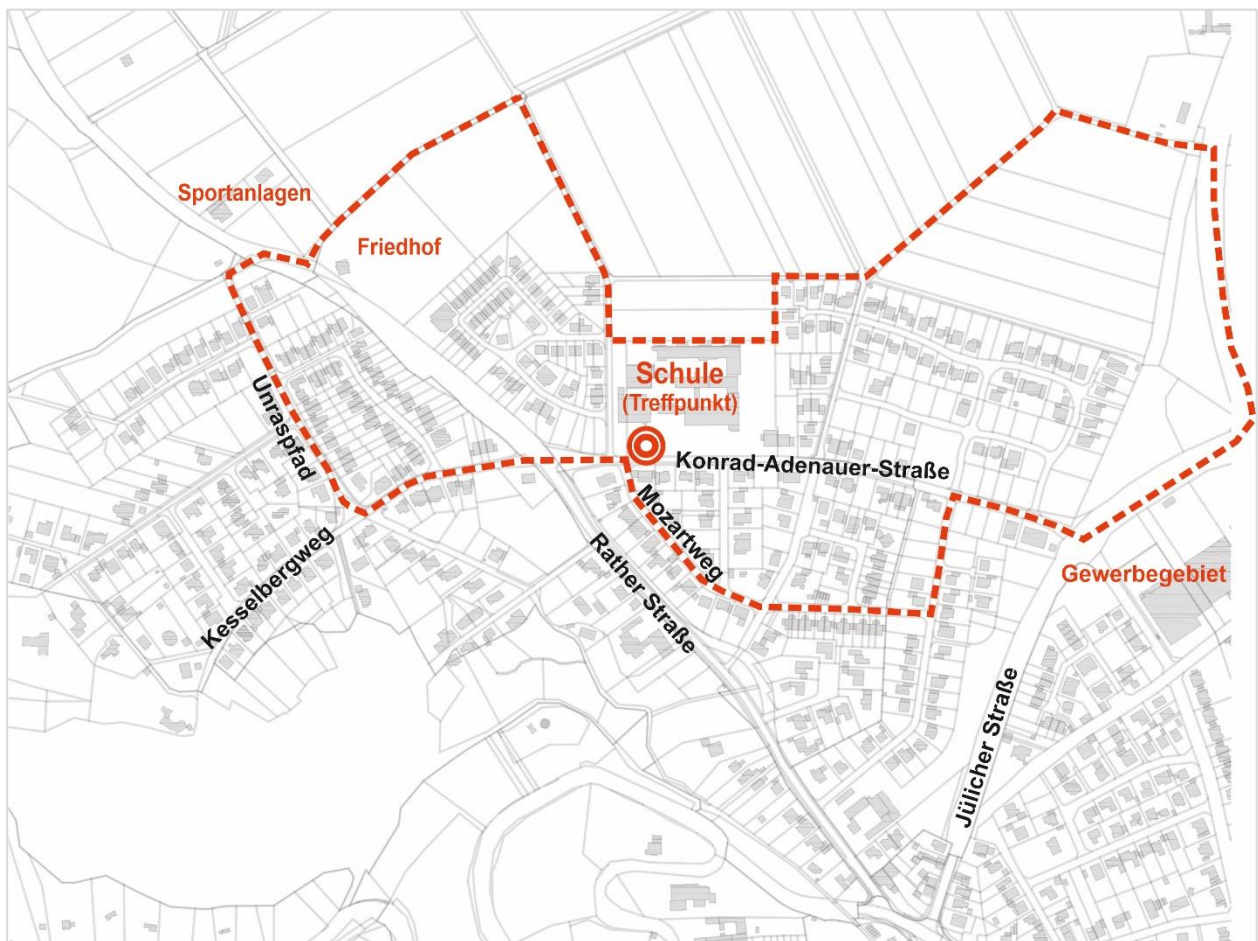 Sportanlagen
Friedhof
Schule
(Treffpunkt)
Unraspfad
Konrad-Adenauer-Straße
Mozartweg
Kesselbergweg
Rather Straße
Gewerbegebiet
Jülicher Straße